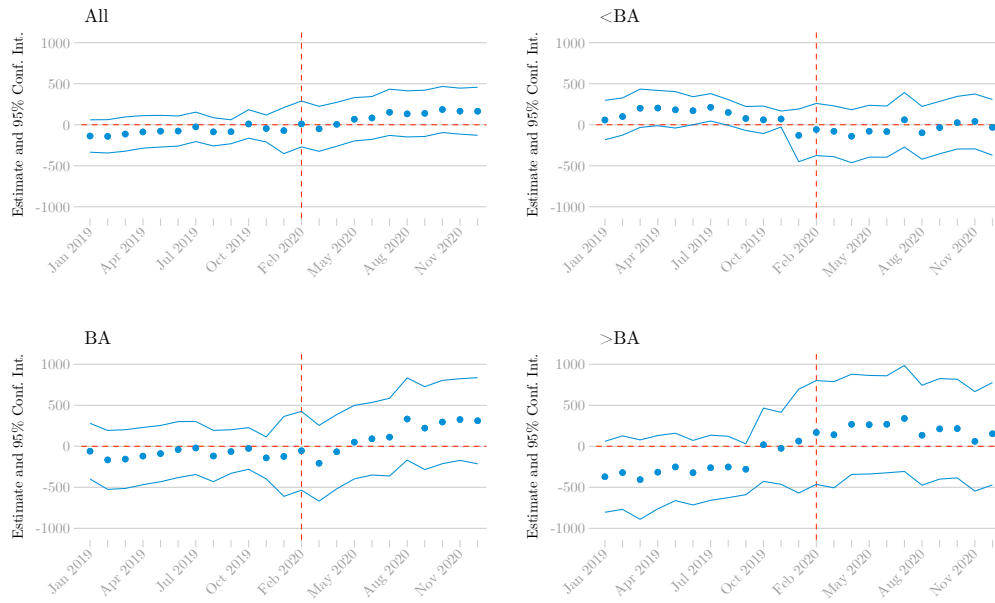 All
Estimate and 95% Conf. Int.
1000
500
0
-500
-1000
Jan 2019
Apr 2019
Jul 2019
Oct 2019
Feb 2020
May 2020
Aug 2020
Nov 2020
<BA
Estimate and 95% Conf. Int.
1000
500
0
-500
-1000
Jan 2019
Apr 2019
Jul 2019
Oct 2019
Feb 2020
May 2020
Aug 2020
Nov 2020
BA
Estimate and 95% Conf. Int.
1000
500
0
-500
-1000
Jan 2019
Apr 2019
Jul 2019
Oct 2019
Feb 2020
May 2020
Aug 2020
Nov 2020
>BA
Estimate and 95% Conf. Int.
1000
500
0
-500
-1000
Jan 2019
Apr 2019
Jul 2019
Oct 2019
Feb 2020
May 2020
Aug 2020
Nov 2020